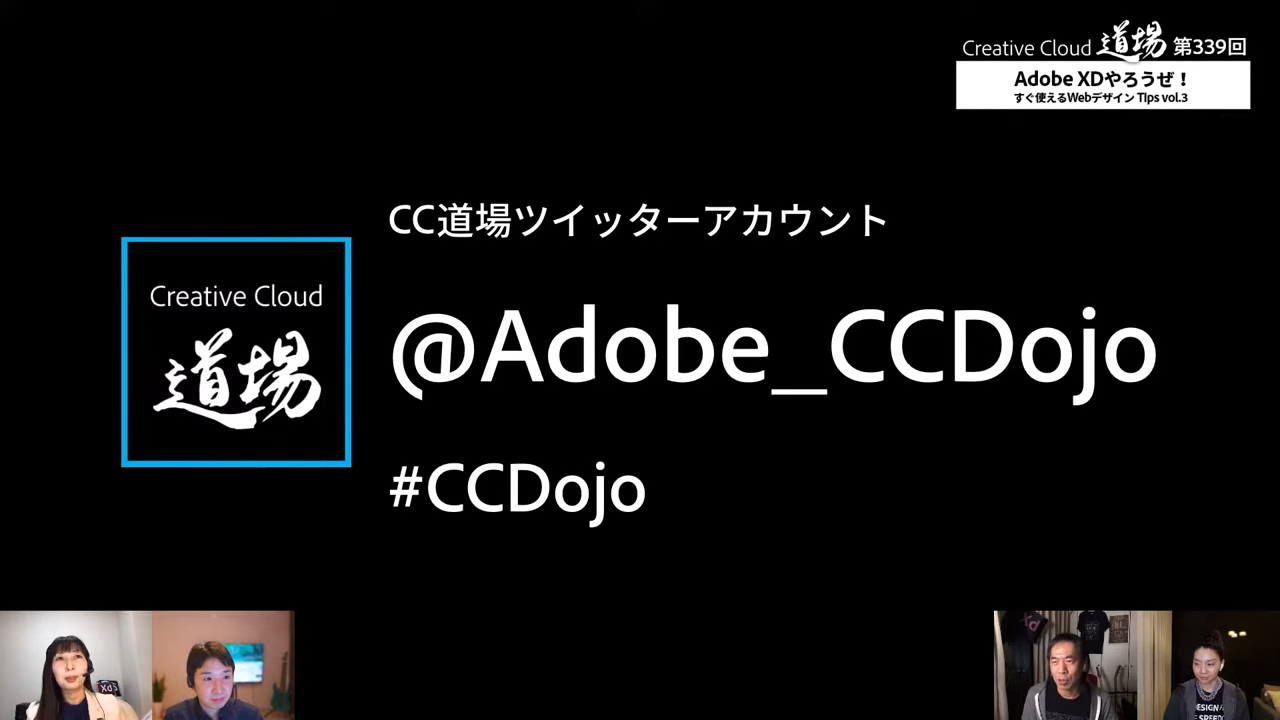 Creative Cloud 道場 第339回
Adobe XDやろうぜ！
すぐ使えるWebデザイン TIps vol.3
CC道場ツイッターアカウント
Creative Cloud
道場
@Adobe_CCDojo
#CCDojo
XdS
DESIGN